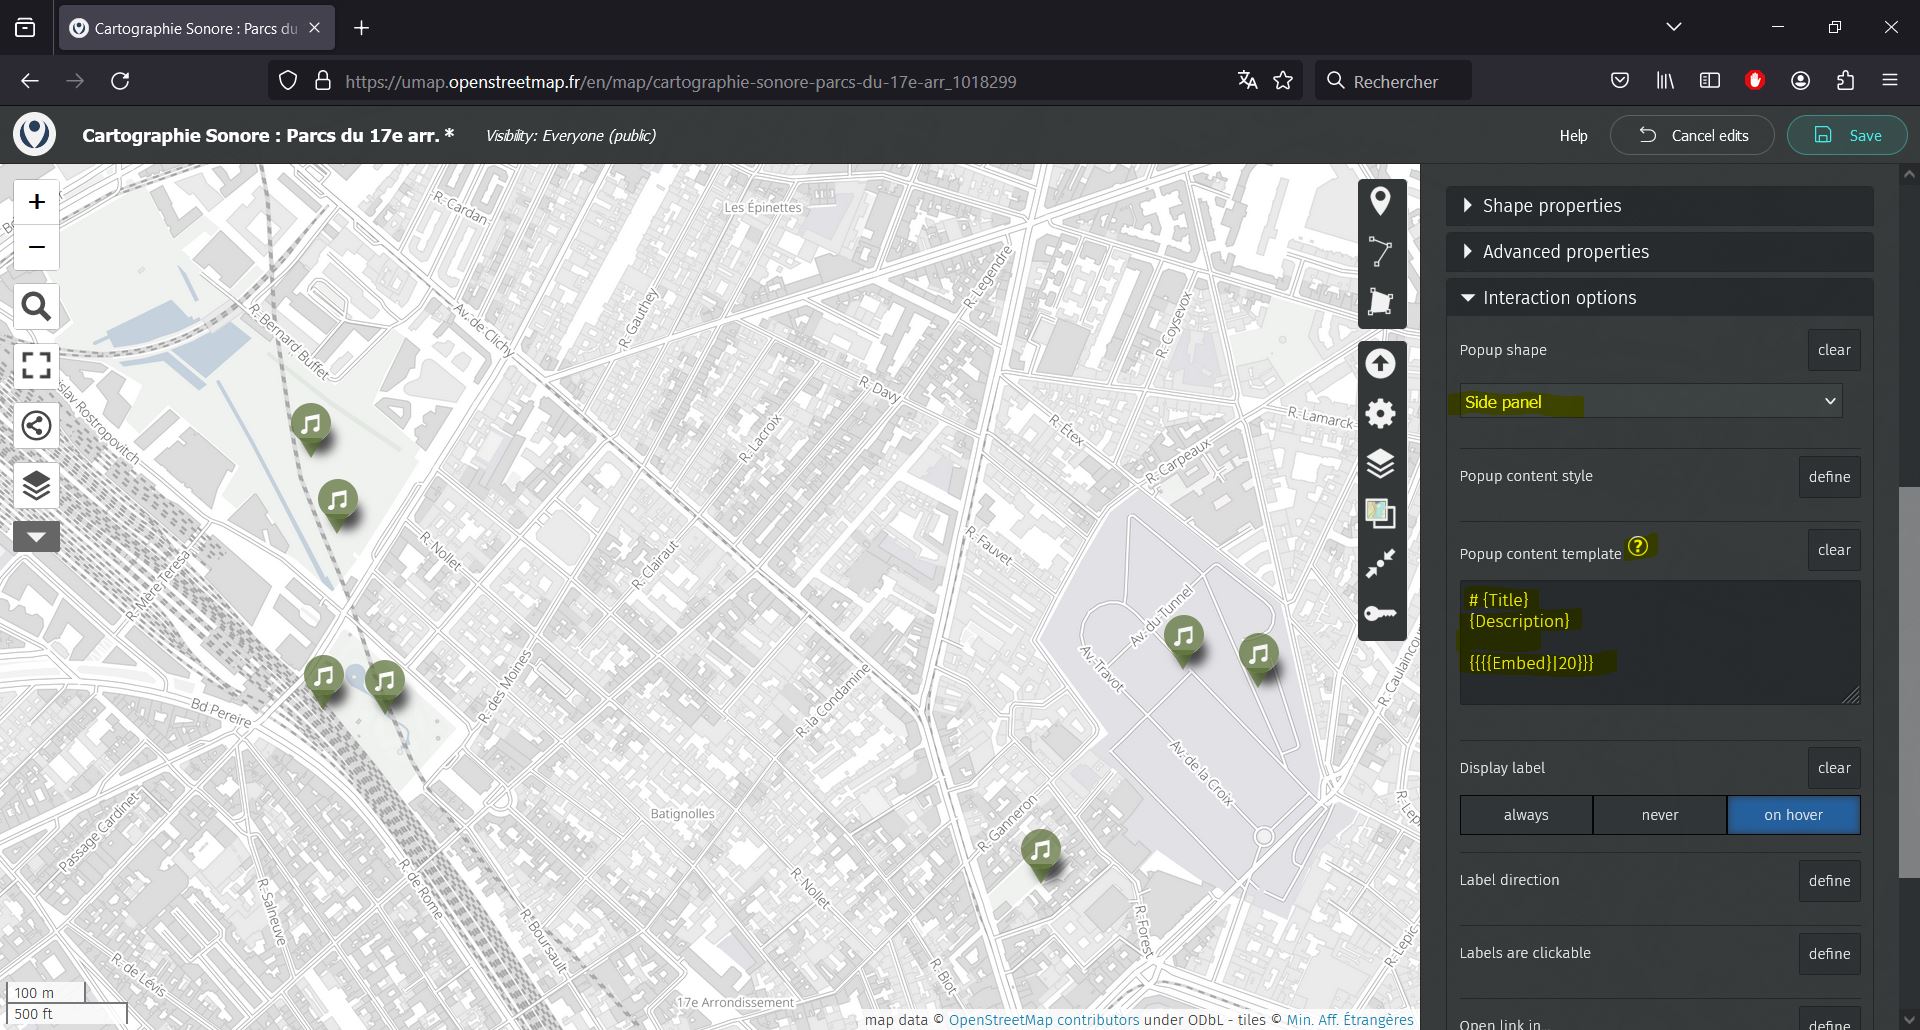 Cartographie Sonore : Parcs du
https://umap.openstreetmap.fr/en/map/cartographie-sonore-parcs-du-17e-arr_1018299
Rechercher
Cartographie Sonore : Parcs du 17e arr. *
Visibility: Everyone (public)
Help
Cancel edits
Save
+
−
R. Cardan
Les Épinettes
R. Legendre
R. Gauthey
Av. de Clichy
R. Coysevox
R. Bernard Buffet
R. Davy
R. Lamarck
R. Lacroix
R. Étex
R. Carpeaux
R. Nollet
R. Clairaut
R. Fauvet
R. Mère Teresa
Av. du Tunnel
Av. Travot
R. Caulaincou
R. des Moines
R. la Condamine
Bd Pereire
Av. de la Croix
Passage Cardinet
Batignolles
R. Ganneron
R. de Rome
R. Nollet
R. Salneuve
R. Boursault
R. Forest
R. Lepic
R. de Lévis
R. Biot
17e Arrondissement
100 m
500 ft
map data © OpenStreetMap contributors under ODbL - tiles © Min. Aff. Étrangères
Shape properties
Advanced properties
Interaction options
Popup shape
clear
Side panel
Popup content style
define
Popup content template ?
clear
# {Title}
{Description}
{{{{Embed}|20}}}
Display label
clear
always
never
on hover
Label direction
define
Labels are clickable
define
Open link in...
define